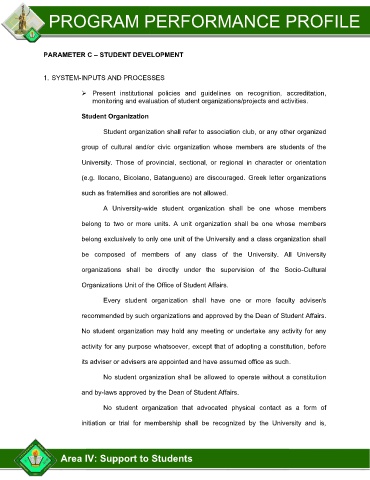 PROGRAM PERFORMANCE PROFILE
PARAMETER C – STUDENT DEVELOPMENT
1. SYSTEM-INPUTS AND PROCESSES
➢ Present institutional policies and guidelines on recognition, accreditation,
monitoring and evaluation of student organizations/projects and activities.
Student Organization
Student organization shall refer to association club, or any other organized
group of cultural and/or civic organization whose members are students of the
University. Those of provincial, sectional, or regional in character or orientation
(e.g. Ilocano, Bicolano, Batangueno) are discouraged. Greek letter organizations
such as fraternities and sororities are not allowed.
A University-wide student organization shall be one whose members
belong to two or more units. A unit organization shall be one whose members
belong exclusively to only one unit of the University and a class organization shall
be composed of members of any class of the University. All University
organizations shall be directly under the supervision of the Socio-Cultural
Organizations Unit of the Office of Student Affairs.
Every student organization shall have one or more faculty adviser/s
recommended by such organizations and approved by the Dean of Student Affairs.
No student organization may hold any meeting or undertake any activity for any
activity for any purpose whatsoever, except that of adopting a constitution, before
its adviser or advisers are appointed and have assumed office as such.
No student organization shall be allowed to operate without a constitution
and by-laws approved by the Dean of Student Affairs.
No student organization that advocated physical contact as a form of
initiation or trial for membership shall be recognized by the University and is,
Area IV: Support to Students